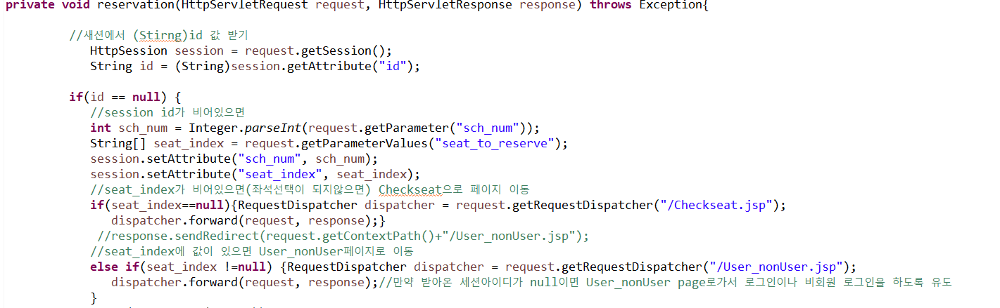 private void reservation(HttpServletRequest request, HttpServletResponse response) throws Exception{
//새션에서 (Stirng)id 값 받기
HttpSession session = request.getSession();
String id = (String)session.getAttribute("id");
if(id == null) {
//session id가 비어있으면
int sch_num = Integer.parseInt(request.getParameter("sch_num"));
String[] seat_index = request.getParameterValues("seat_to_reserve");
session.setAttribute("sch_num", sch_num);
session.setAttribute("seat_index", seat_index);
//seat_index가 비어있으면(좌석선택이 되지않으면) Checkseat으로 페이지 이동
if(seat_index==null){RequestDispatcher dispatcher = request.getRequestDispatcher("/Checkseat.jsp");
dispatcher.forward(request, response);}
//response.sendRedirect(request.getContextPath()+"/User_nonUser.jsp");
//seat_index에 값이 있으면 User_nonUser페이지로 이동
else if(seat_index !=null) {RequestDispatcher dispatcher = request.getRequestDispatcher("/User_nonUser.jsp");
dispatcher.forward(request, response);//만약 받아온 세션아이디가 null이면 User_nonUser page로가서 로그인이나 비회원 로그인을 하도록 유도
}